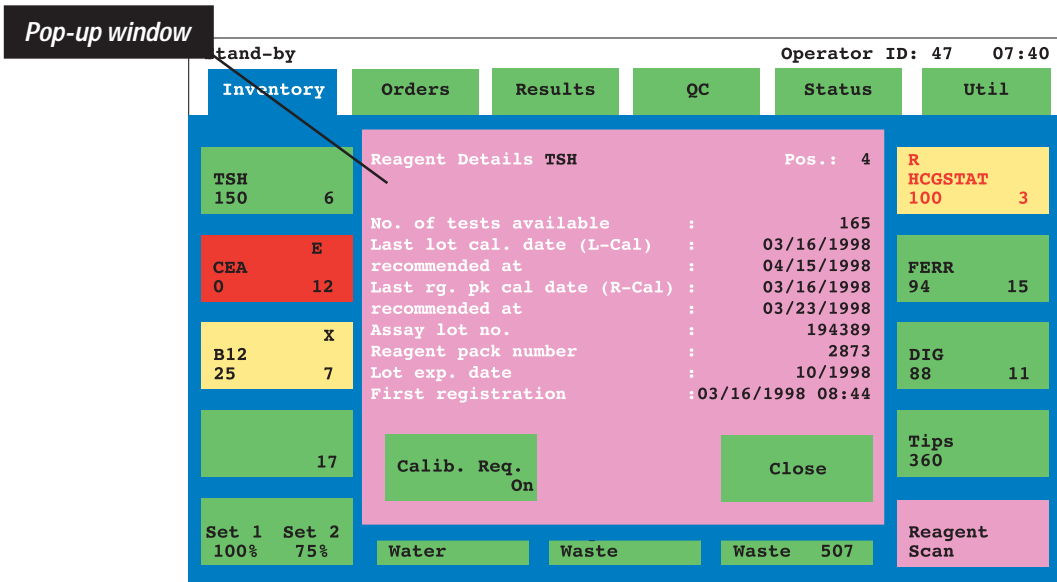 Pop-up window
Stand-by Operator ID: 47 07:40
Inventory Orders Results QC Status Util
TSH
150 6
E
CEA
0 12
X
B12
25 7
17
Set 1 Set 2
100% 75%
Reagent Details TSH Pos.: 4
No. of tests available : 165
Last lot cal. date (L-Cal) : 03/16/1998
recommended at : 04/15/1998
Last rg. pk cal date (R-Cal) : 03/16/1998
recommended at : 03/23/1998
Assay lot no. : 194389
Reagent pack number : 2873
Lot exp. date : 10/1998
First registration :03/16/1998 08:44
Calib. Req.
On
Close
Water Waste Waste 507
R
HCGSTAT
100 3
FERR
94 15
DIG
88 11
Tips
360
Reagent
Scan